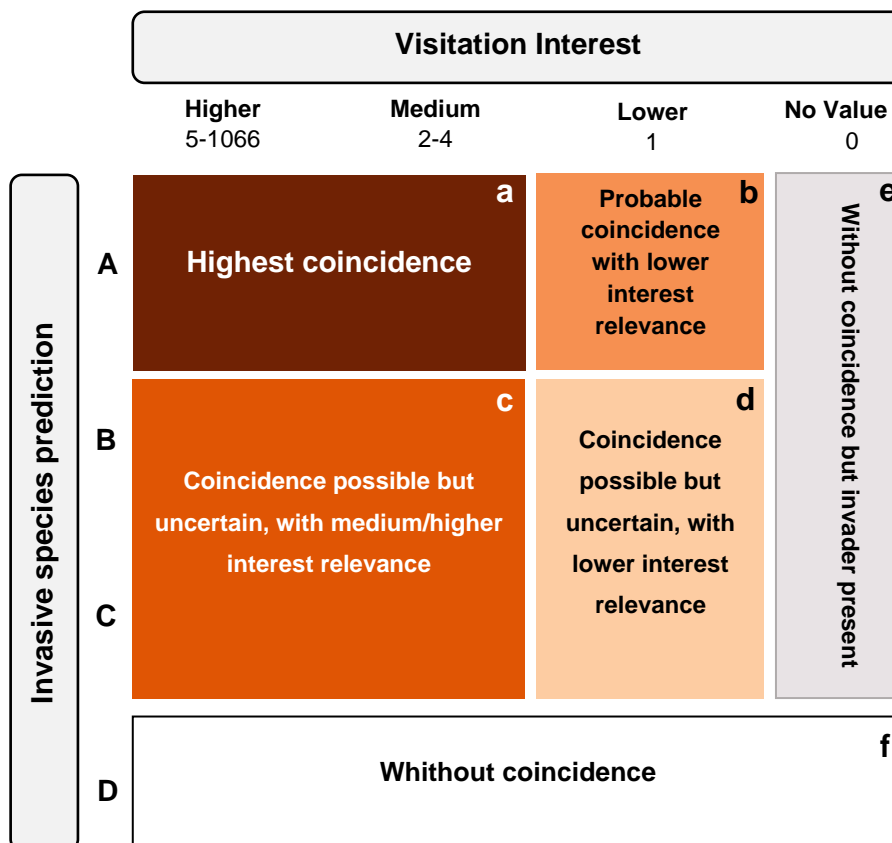 Visitation Interest
Higher
5-1066
Medium
2-4
Lower
1
No Value
0
Invasive species prediction
A
a
Highest coincidence
b
Probable
coincidence
with lower
interest
relevance
e
Without coincidence but invader present
B
C
c
Coincidence possible but
uncertain, with medium/higher
interest relevance
d
Coincidence
possible but
uncertain, with
lower interest
relevance
D
f
Whithout coincidence